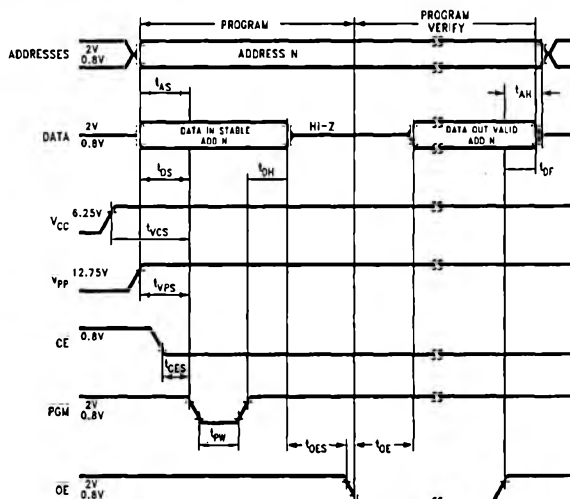 PROGRAM
PROGRAM
VERIFY
ADDRESSES
2V
0.8V
ADDRESS N
tAS
tAH
DATA
2V
0.8V
DATA IN STABLE
ADD N
HI-Z
DATA OUT VALID
ADD N
tDS
tDH
tDF
VCC
6.25V
tVCS
VPP
12.75V
tVPS
CE
0.8V
tCES
PGM
2V
0.8V
tPW
tOES
tOE
OE
2V
0.8V